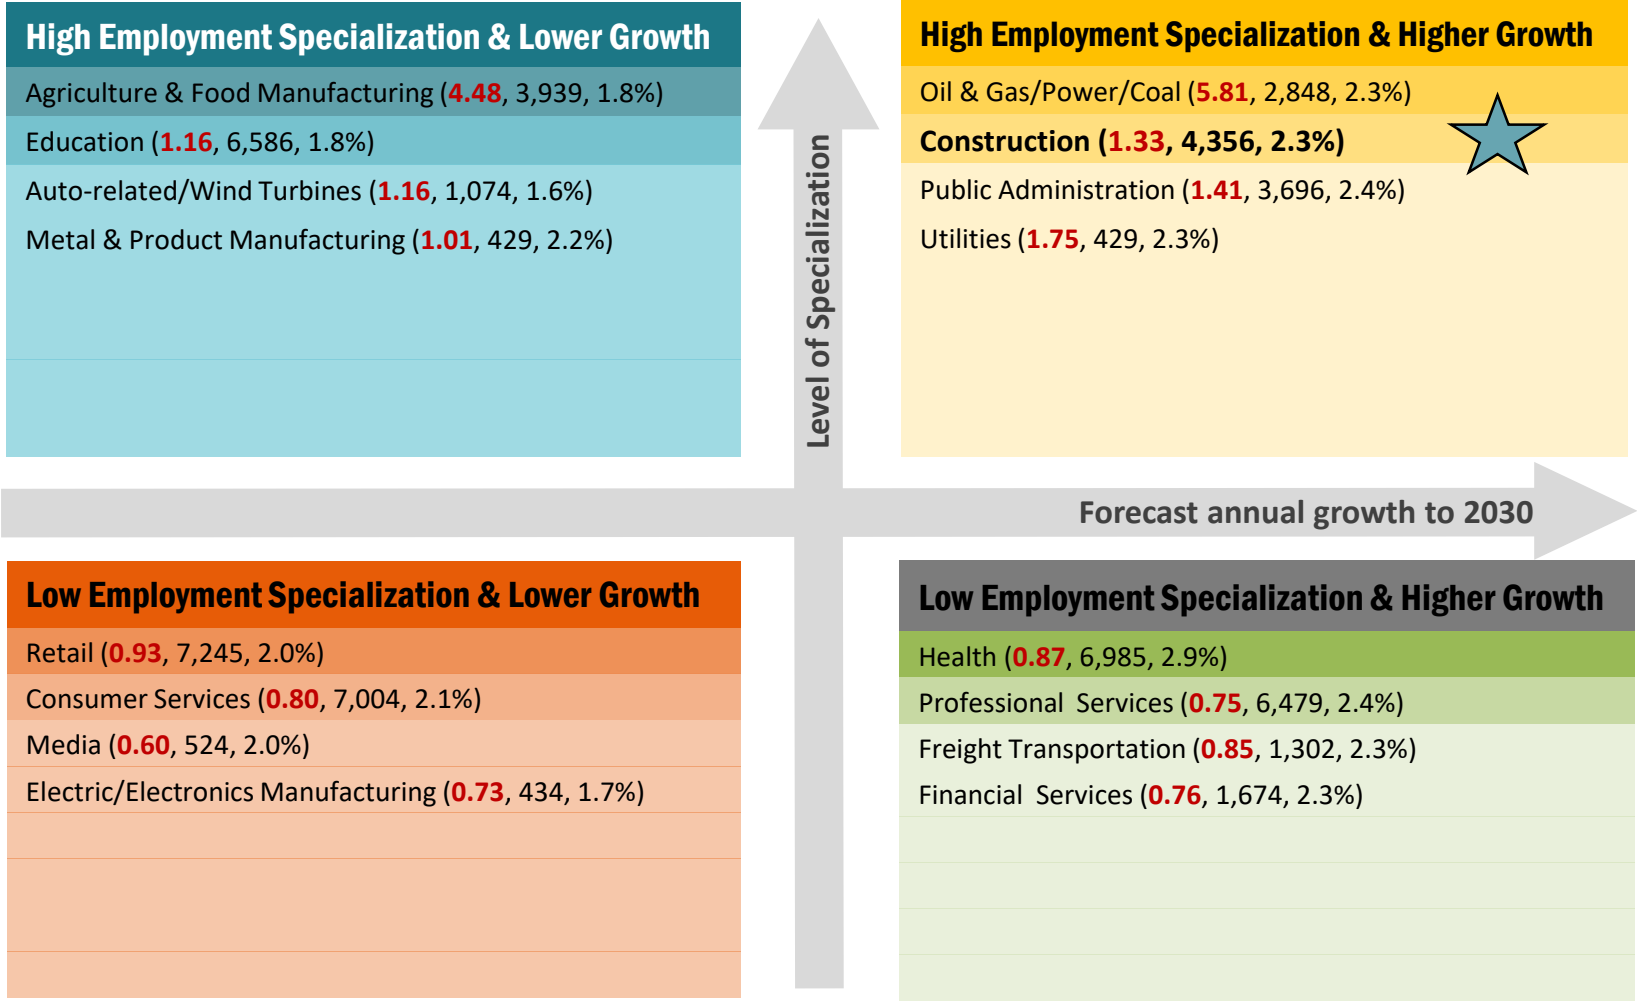 High Employment Specialization & Lower Growth
Agriculture & Food Manufacturing (4.48, 3,939, 1.8%)
Education (1.16, 6,586, 1.8%)
Auto-related/Wind Turbines (1.16, 1,074, 1.6%)
Metal & Product Manufacturing (1.01, 429, 2.2%)
High Employment Specialization & Higher Growth
Oil & Gas/Power/Coal (5.81, 2,848, 2.3%)
Construction (1.33, 4,356, 2.3%)
Public Administration (1.41, 3,696, 2.4%)
Utilities (1.75, 429, 2.3%)
Level of Specialization
Forecast annual growth to 2030
Low Employment Specialization & Lower Growth
Retail (0.93, 7,245, 2.0%)
Consumer Services (0.80, 7,004, 2.1%)
Media (0.60, 524, 2.0%)
Electric/Electronics Manufacturing (0.73, 434, 1.7%)
Low Employment Specialization & Higher Growth
Health (0.87, 6,985, 2.9%)
Professional Services (0.75, 6,479, 2.4%)
Freight Transportation (0.85, 1,302, 2.3%)
Financial Services (0.76, 1,674, 2.3%)